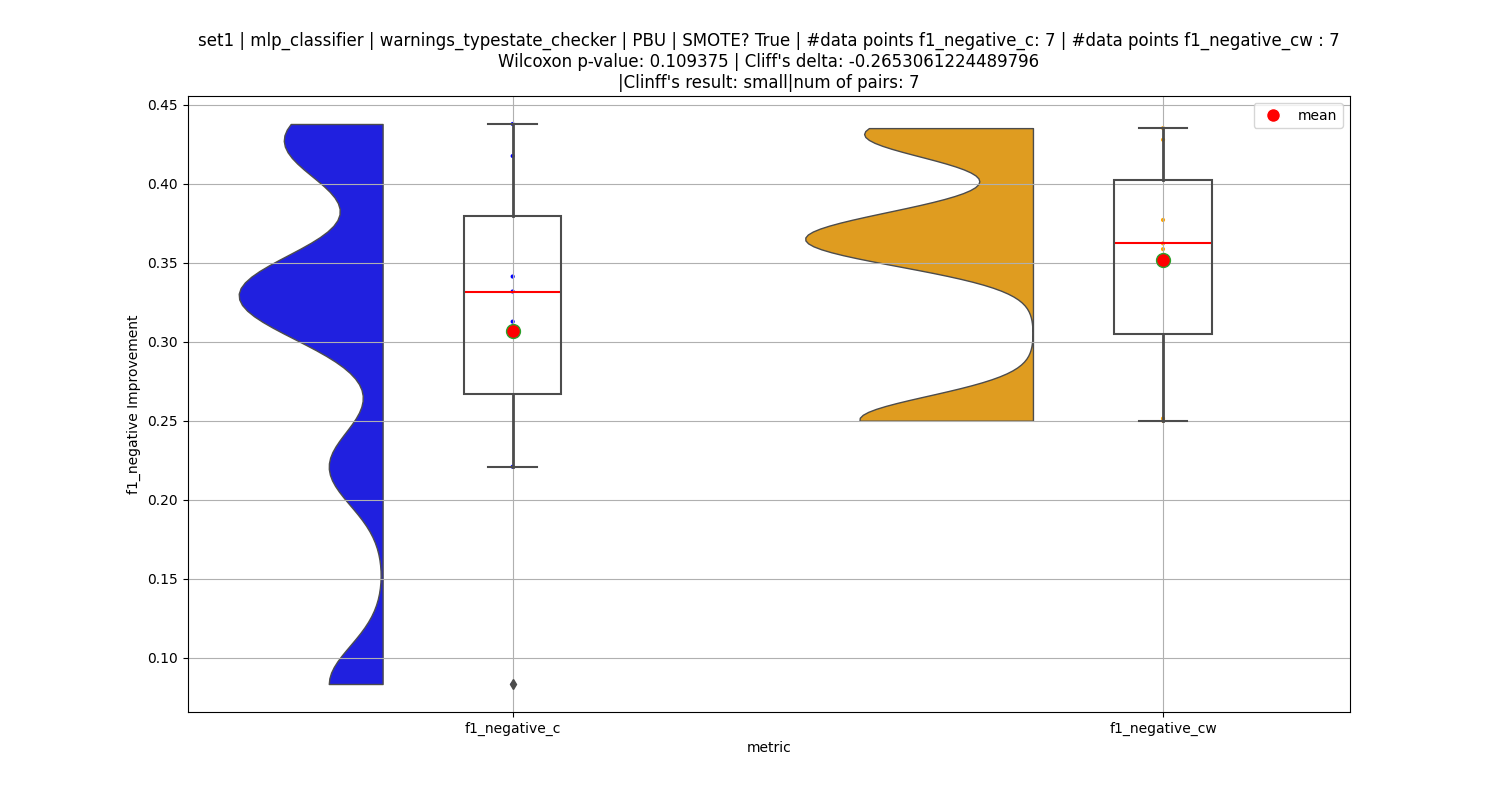 set1 | mlp_classifier | warnings_typestate_checker | PBU | SMOTE? True | #data points f1_negative_c: 7 | #data points f1_negative_cw : 7
Wilcoxon p-value: 0.109375 | Cliff's delta: -0.2653061224489796
|Clinff's result: small|num of pairs: 7
mean
f1_negative Improvement
0.45
0.40
0.35
0.30
0.25
0.20
0.15
0.10
f1_negative_c
f1_negative_cw
metric